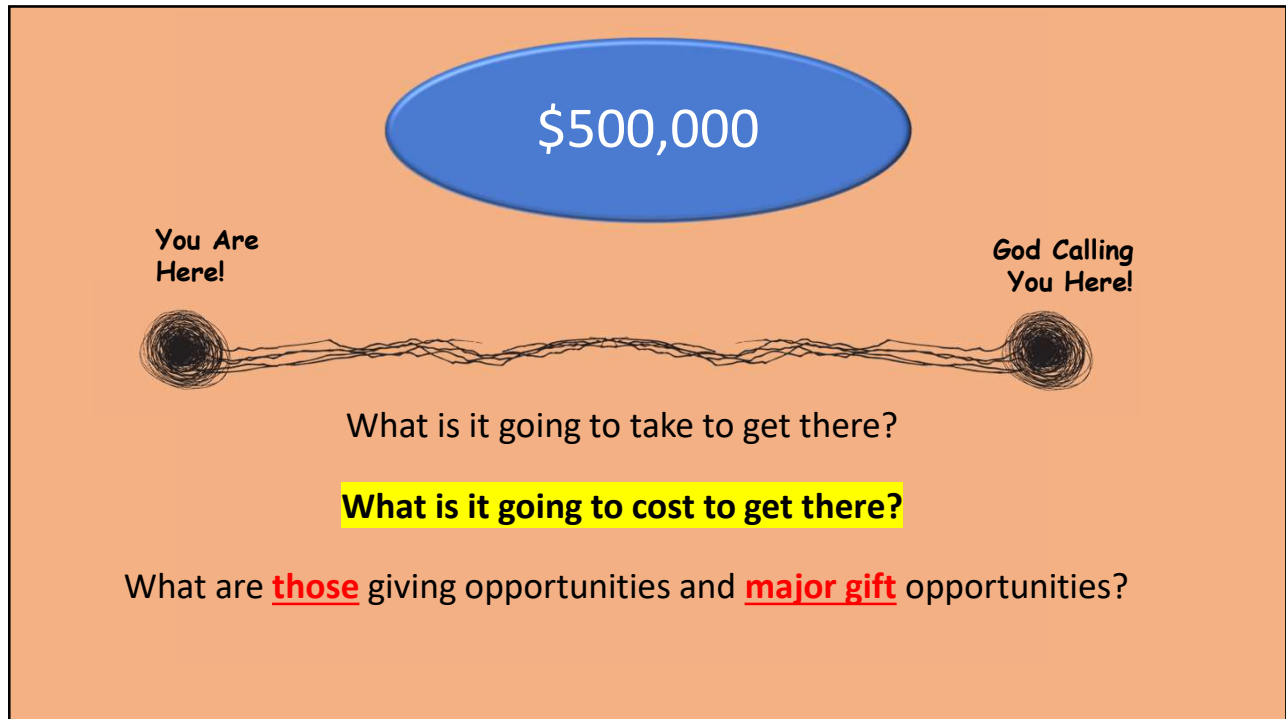 $500,000
You Are
Here!
God Calling
You Here!
What is it going to take to get there?
What is it going to cost to get there?
What are those giving opportunities and major gift opportunities?